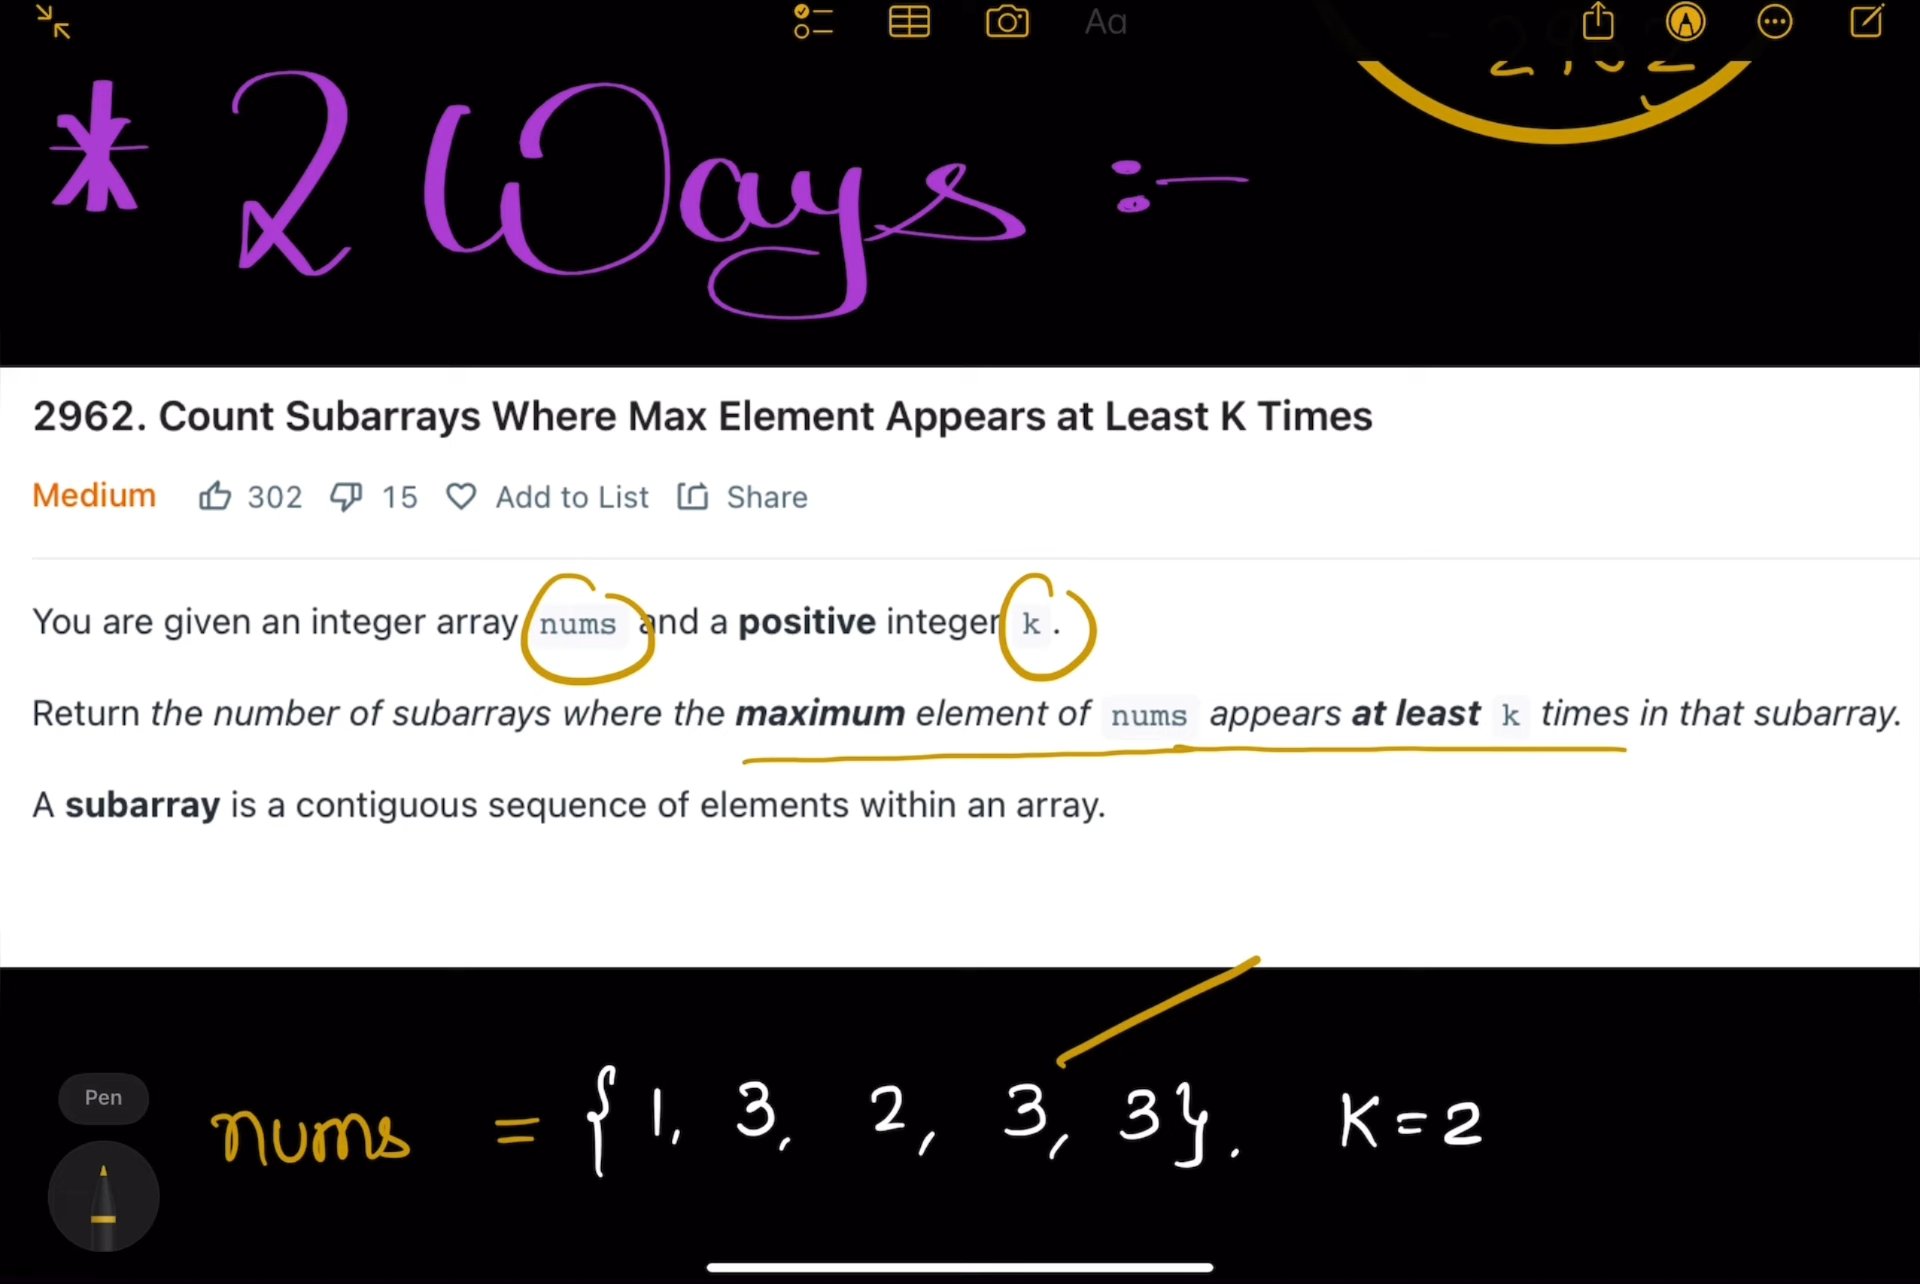 Aa
* 2 Ways :-
2962. Count Subarrays Where Max Element Appears at Least K Times
Medium 302 15 Add to List Share
You are given an integer array nums and a positive integer k .
Return the number of subarrays where the maximum element of nums appears at least k times in that subarray.
A subarray is a contiguous sequence of elements within an array.
Pen
nums = { 1, 3, 2, 3, 3}. K=2